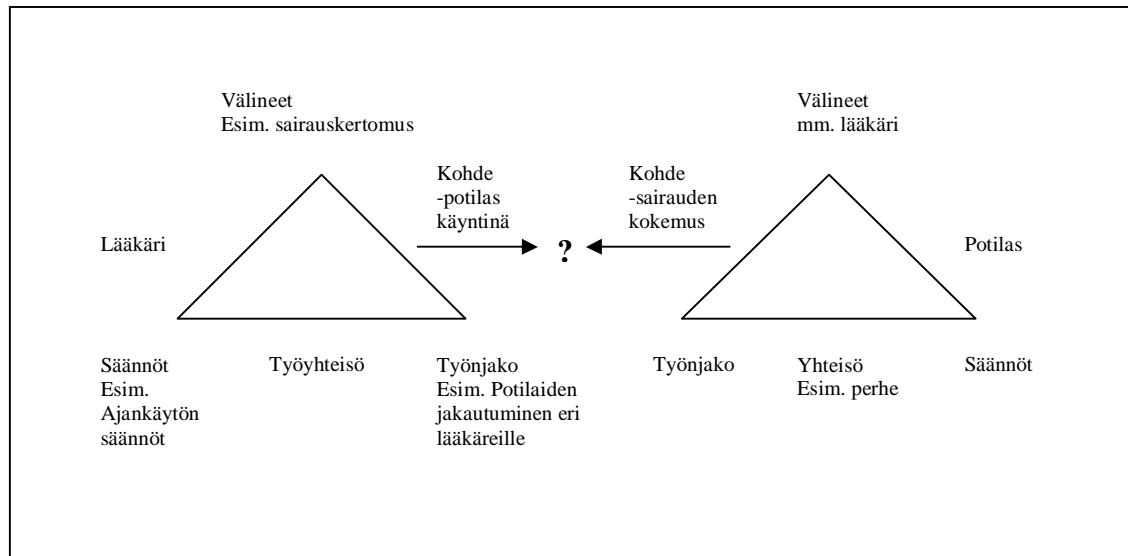 Välineet
Esim. sairauskertomus
Välineet
mm. lääkäri
Kohde
-potilas
käyntinä
Kohde
-sairauden
kokemus
Lääkäri
?
Potilas
Säännöt
Esim.
Ajankäytön
säännöt
Työyhteisö
Työnjako
Esim. Potilaiden
jakautuminen eri
lääkäreille
Työnjako
Yhteisö
Esim. perhe
Säännöt